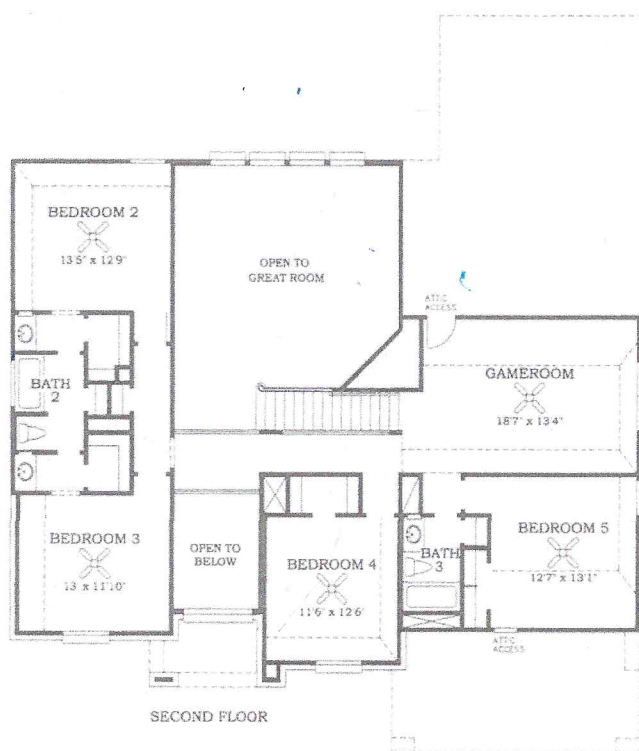 BEDROOM 2
13'5" x 12'9"
OPEN TO
GREAT ROOM
ATTIC
ACCESS
BATH
2
GAMEROOM
18'7" x 13'4"
BEDROOM 3
13' x 11'10"
OPEN TO
BELOW
BEDROOM 4
11'6" x 12'6"
BATH
3
BEDROOM 5
12'7" x 13'1"
ATTIC
ACCESS
SECOND FLOOR